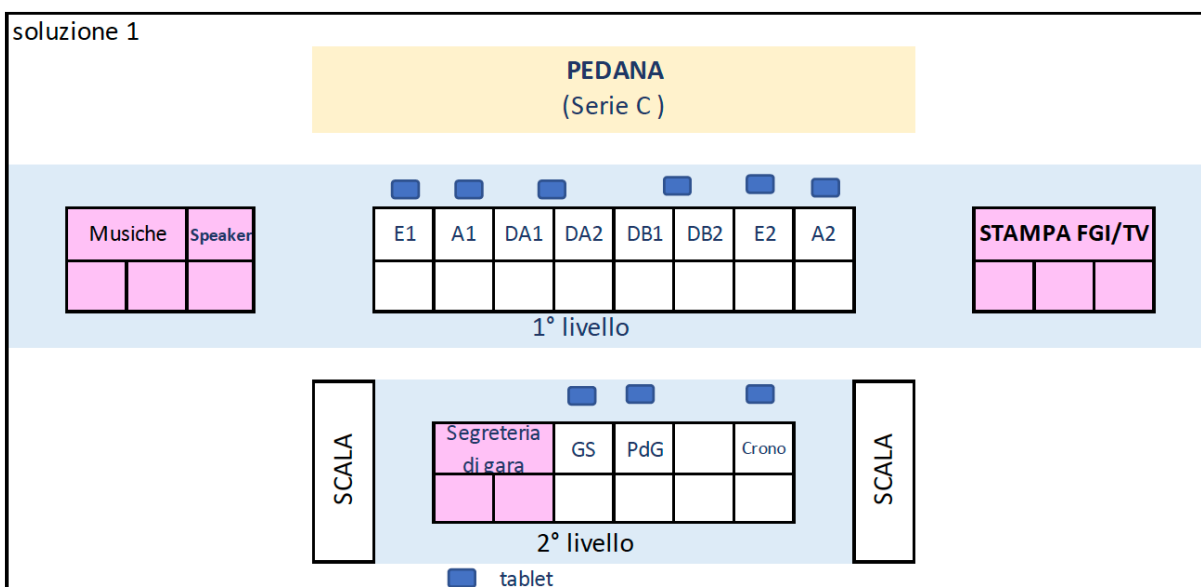 soluzione 1
PEDANA
(Serie C )
Musiche
Speaker
E1
A1
DA1
DA2
DB1
DB2
E2
A2
STAMPA FGI/TV
1° livello
SCALA
Segreteria
di gara
GS
PdG
Crono
SCALA
2° livello
tablet